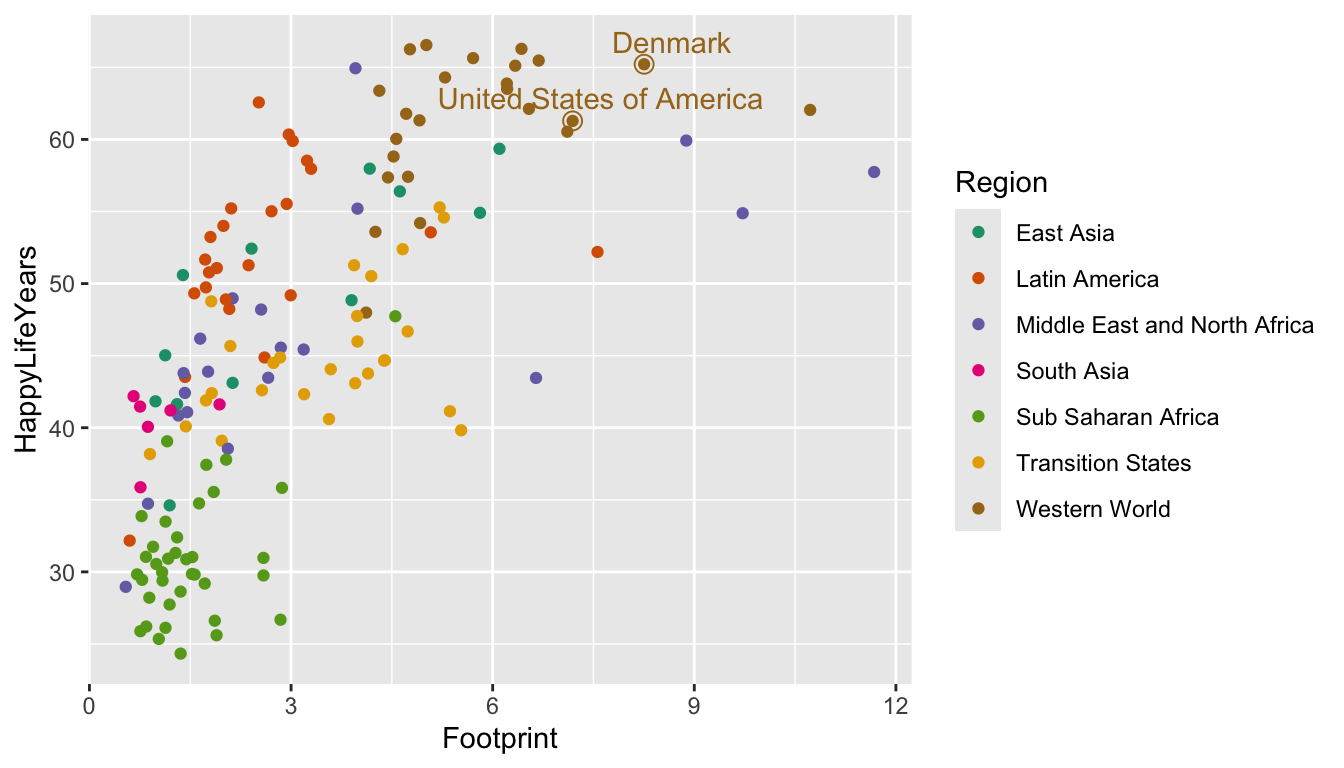 HappyLifeYears
60
50
40
30
Denmark
United States of America
0 3 6 9 12
Footprint
Region
East Asia
Latin America
Middle East and North Africa
South Asia
Sub Saharan Africa
Transition States
Western World